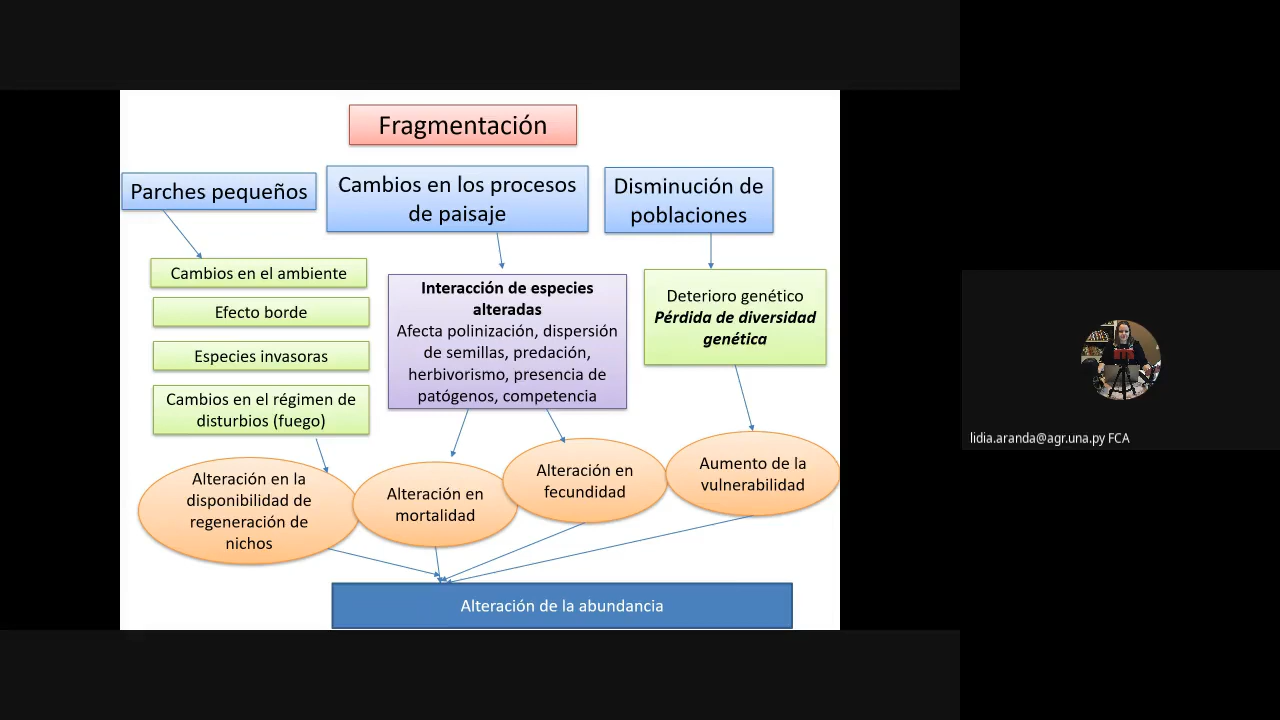 Fragmentación
Parches pequeños
Cambios en los procesos
de paisaje
Disminución de
poblaciones
Cambios en el ambiente
Efecto borde
Especies invasoras
Cambios en el régimen de
disturbios (fuego)
Interacción de especies
alteradas
Afecta polinización, dispersión
de semillas, predación,
herbivorismo, presencia de
patógenos, competencia
Deterioro genético
Pérdida de diversidad
genética
Alteración en la
disponibilidad de
regeneración de
nichos
Alteración en
mortalidad
Alteración en
fecundidad
Aumento de la
vulnerabilidad
Alteración de la abundancia
lidia.aranda@agr.una.py FCA